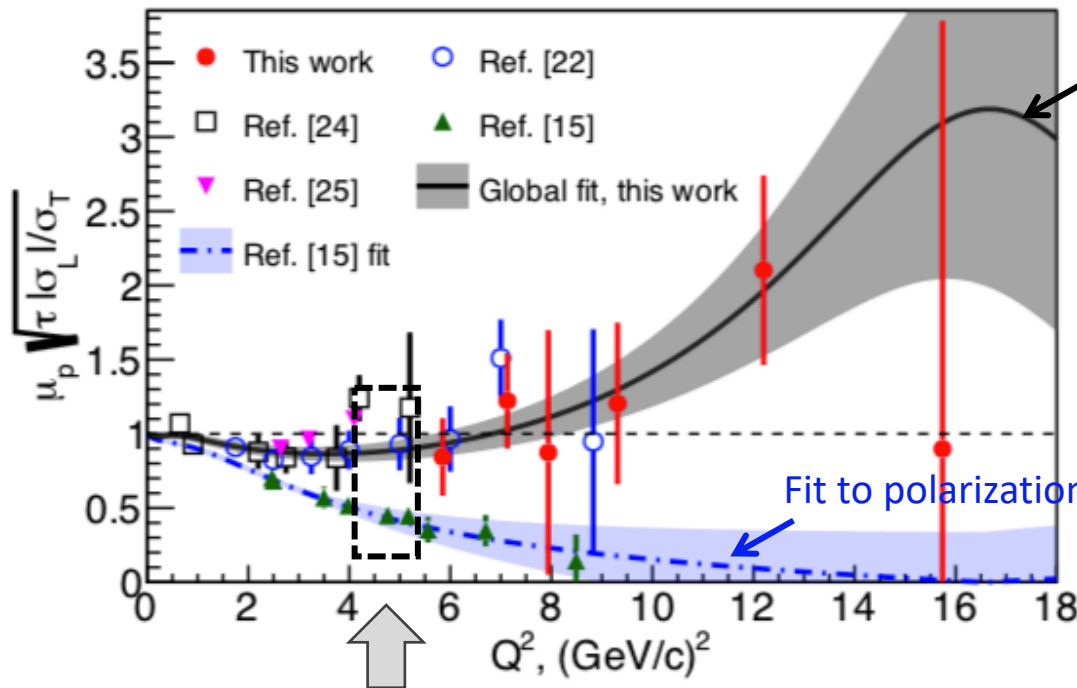 3.5
3
2.5
2
1.5
1
0.5
0
This work
Ref. [22]
Ref. [24]
Ref. [15]
Ref. [25]
Global fit, this work
Ref. [15] fit
μp √τ|σL|/σT
Fit to polarization
0 2 4 6 8 10 12 14 16 18
Q², (GeV/c)²